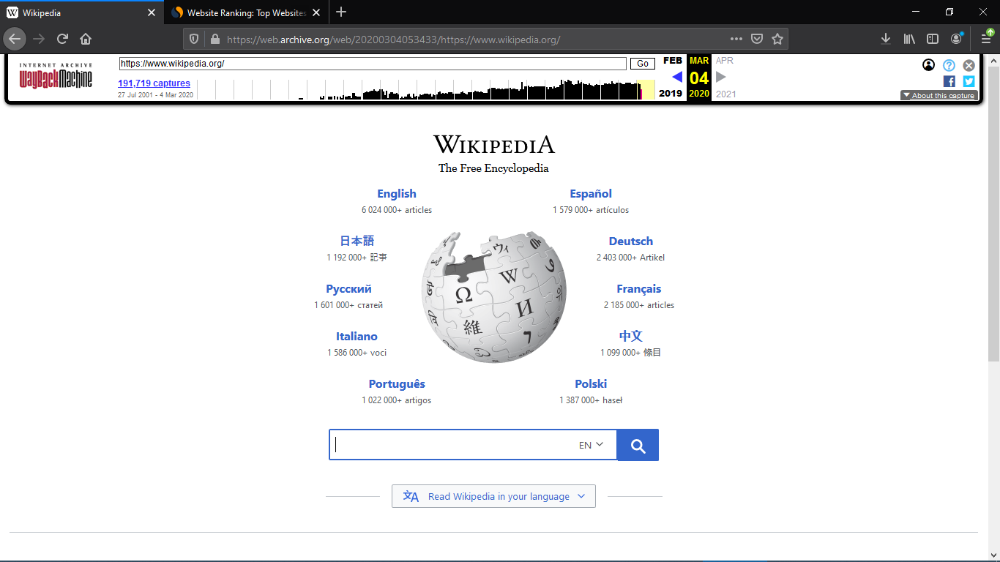 Wikipedia
Website Ranking: Top Websites
https://web.archive.org/web/20200304053433/https://www.wikipedia.org/
INTERNET ARCHIVE
WayBackMachine
https://www.wikipedia.org/
Go
FEB MAR APR
191,719 captures
04
27 Jul 2001 - 4 Mar 2020
2019 2020 2021
About this capture
WIKIPEDIA
The Free Encyclopedia
English
6 024 000+ articles
Español
1 579 000+ artículos
日本語
1 192 000+ 記事
Deutsch
2 403 000+ Artikel
Русский
1 601 000+ статей
Français
2 185 000+ articles
Italiano
1 586 000+ voci
中文
1 099 000+ 條目
Português
1 022 000+ artigos
Polski
1 387 000+ haseł
Ω
W
И
維
ウィ
7
EN
Read Wikipedia in your language